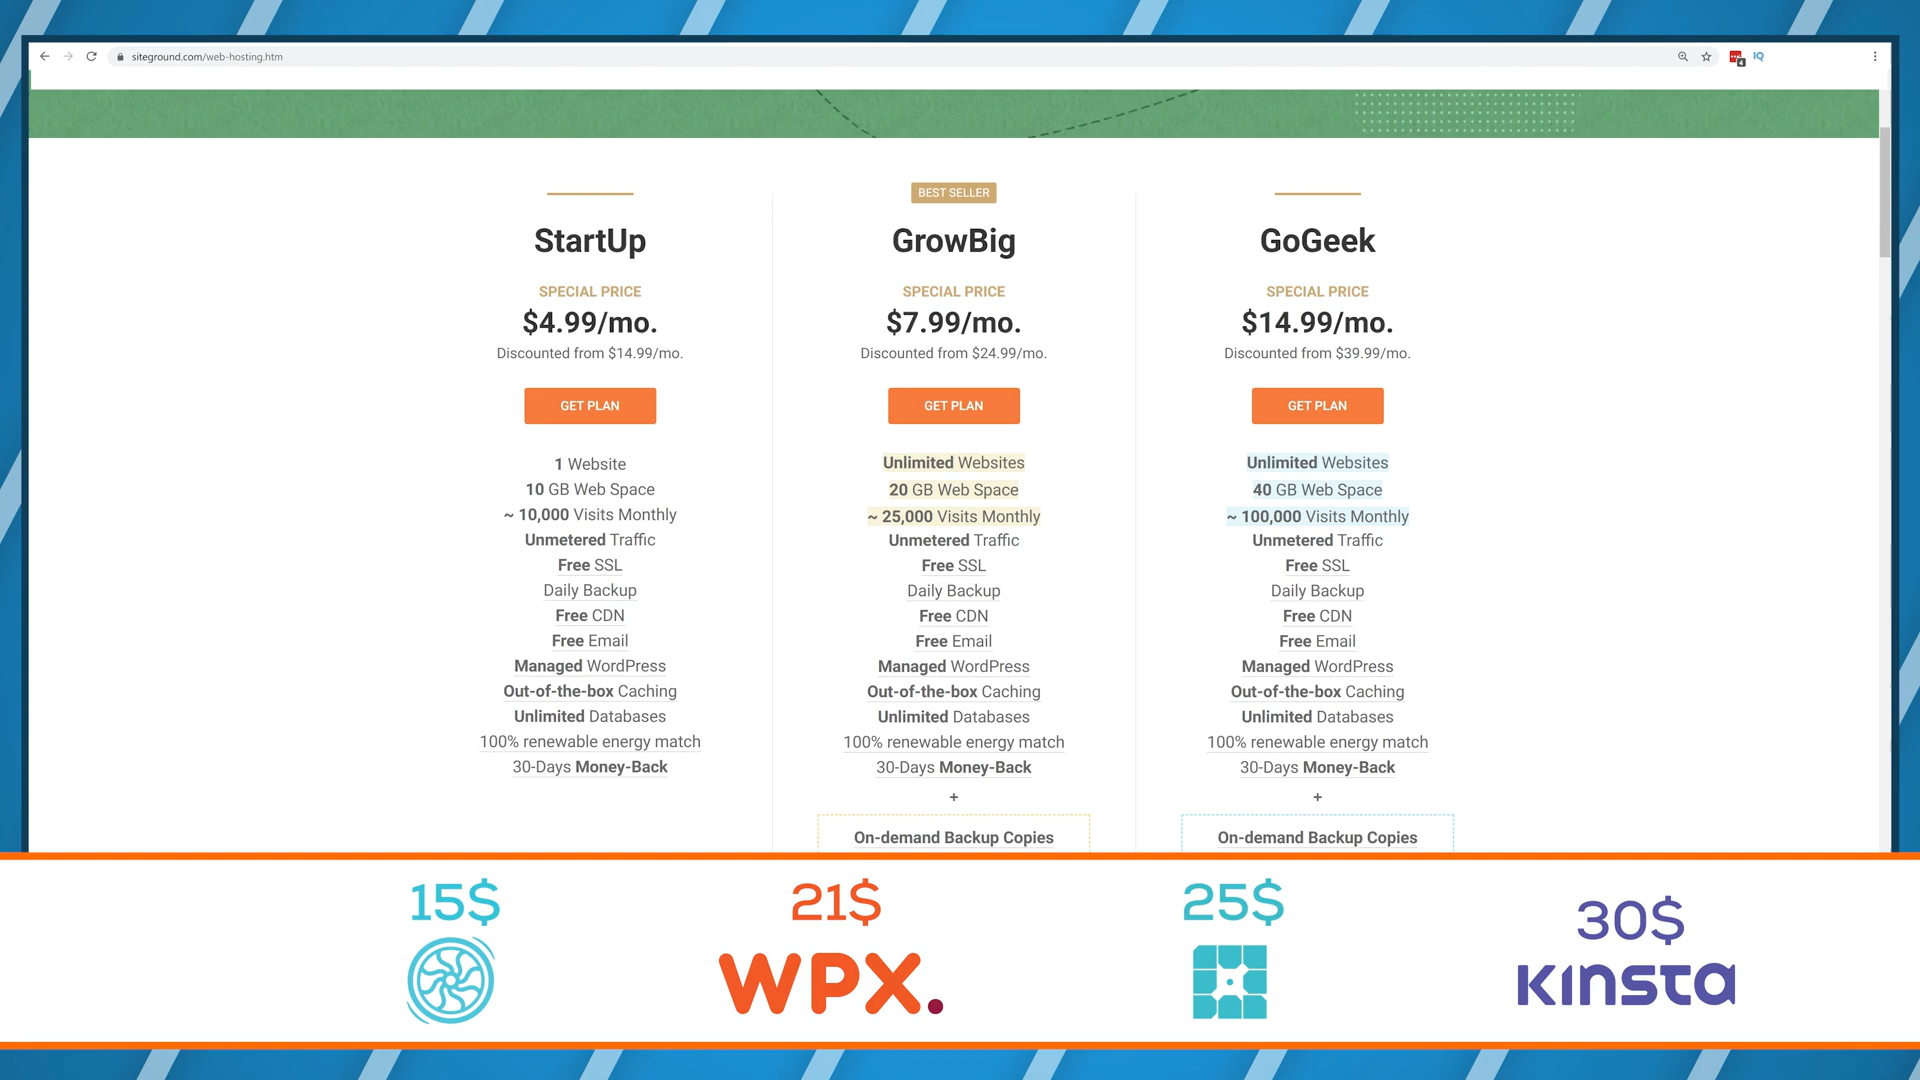 siteground.com/web-hosting.htm
4
IQ
BEST SELLER
StartUp
SPECIAL PRICE
$4.99/mo.
Discounted from $14.99/mo.
GET PLAN
1 Website
10 GB Web Space
~ 10,000 Visits Monthly
Unmetered Traffic
Free SSL
Daily Backup
Free CDN
Free Email
Managed WordPress
Out-of-the-box Caching
Unlimited Databases
100% renewable energy match
30-Days Money-Back
GrowBig
SPECIAL PRICE
$7.99/mo.
Discounted from $24.99/mo.
GET PLAN
Unlimited Websites
20 GB Web Space
~ 25,000 Visits Monthly
Unmetered Traffic
Free SSL
Daily Backup
Free CDN
Free Email
Managed WordPress
Out-of-the-box Caching
Unlimited Databases
100% renewable energy match
30-Days Money-Back
+
On-demand Backup Copies
GoGeek
SPECIAL PRICE
$14.99/mo.
Discounted from $39.99/mo.
GET PLAN
Unlimited Websites
40 GB Web Space
~ 100,000 Visits Monthly
Unmetered Traffic
Free SSL
Daily Backup
Free CDN
Free Email
Managed WordPress
Out-of-the-box Caching
Unlimited Databases
100% renewable energy match
30-Days Money-Back
+
On-demand Backup Copies
15$
21$
WPX.
25$
30$
KINSTA